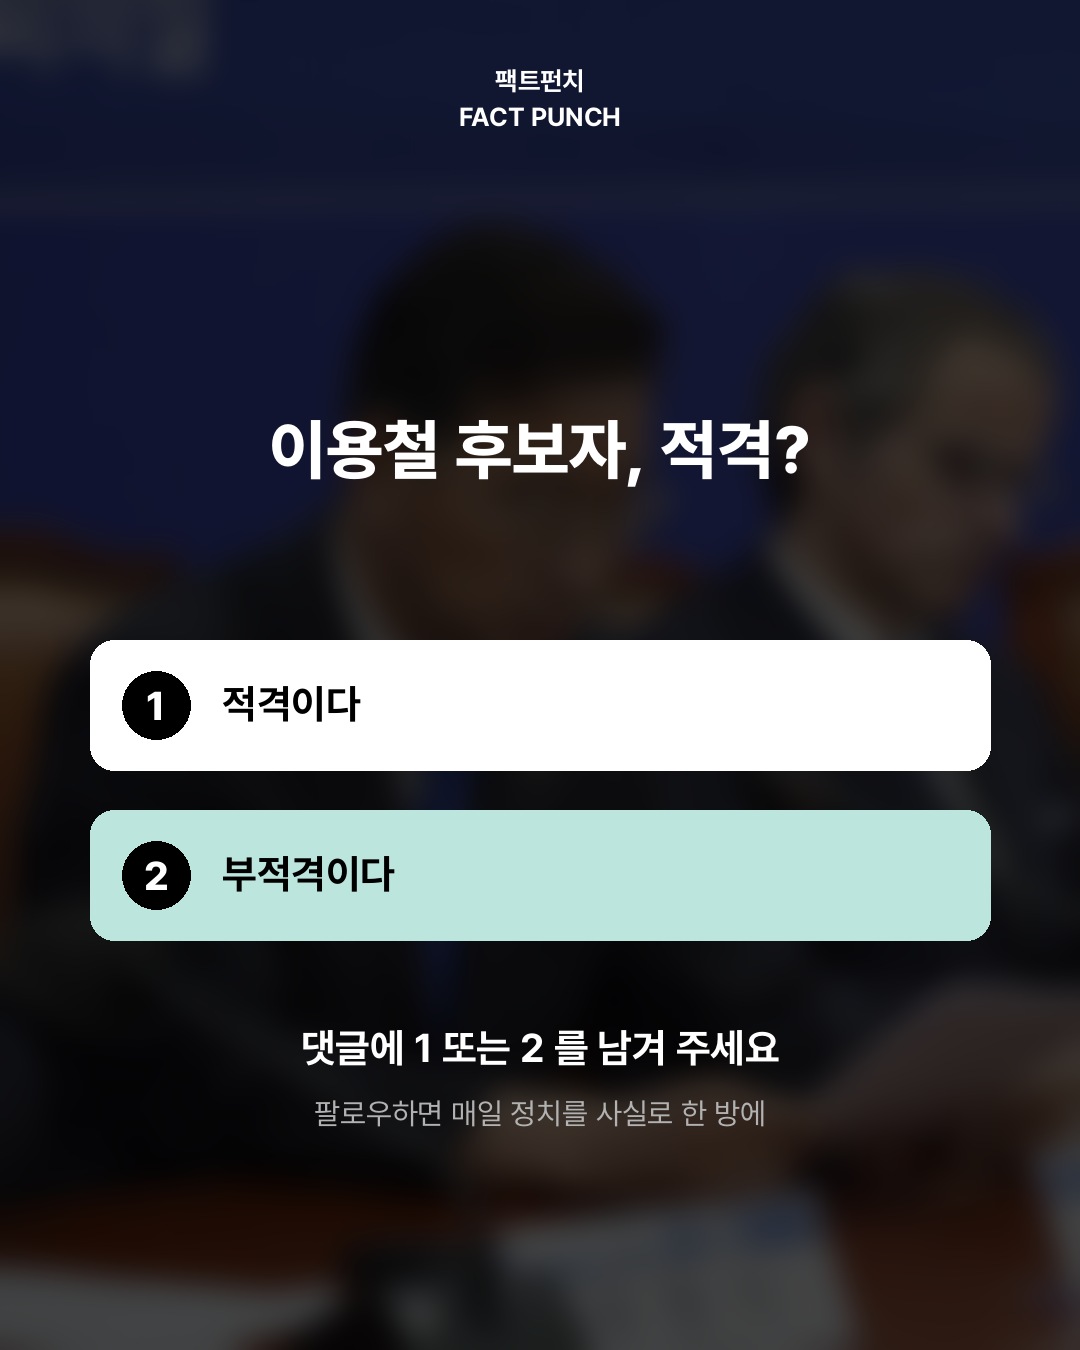 팩트펀치
FACT PUNCH
이용철 후보자, 적격?
1 적격이다
2 부적격이다
댓글에 1 또는 2 를 남겨 주세요
팔로우하면 매일 정치를 사실로 한 방에